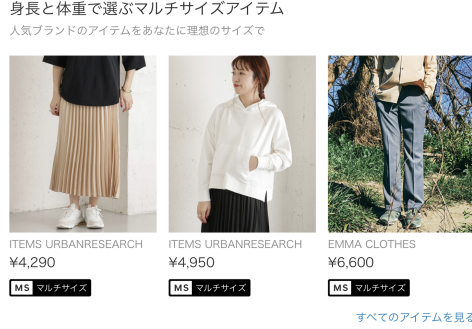 身長と体重で選ぶマルチサイズアイテム
人気ブランドのアイテムをあなたに理想のサイズで
ITEMS URBANRESEARCH
¥4,290
MS マルチサイズ
ITEMS URBANRESEARCH
¥4,950
MS マルチサイズ
EMMA CLOTHES
¥6,600
MS マルチサイズ
すべてのアイテムを見る